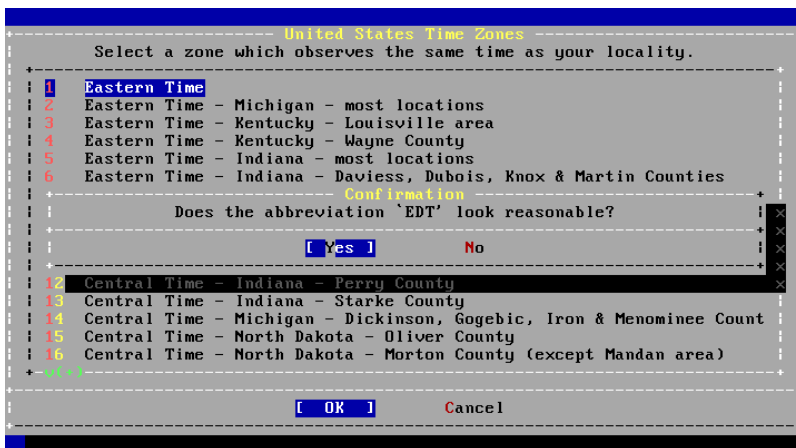 United States Time Zones
Select a zone which observes the same time as your locality.
1 Eastern Time
2 Eastern Time - Michigan - most locations
3 Eastern Time - Kentucky - Louisville area
4 Eastern Time - Kentucky - Wayne County
5 Eastern Time - Indiana - most locations
6 Eastern Time - Indiana - Daviess, Dubois, Knox & Martin Counties
Confirmation
Does the abbreviation `EDT' look reasonable?
[ Yes ] No
12 Central Time - Indiana - Perry County
13 Central Time - Indiana - Starke County
14 Central Time - Michigan - Dickinson, Gogebic, Iron & Menominee Count
15 Central Time - North Dakota - Oliver County
16 Central Time - North Dakota - Morton County (except Mandan area)
v(+)
[ OK ] Cancel